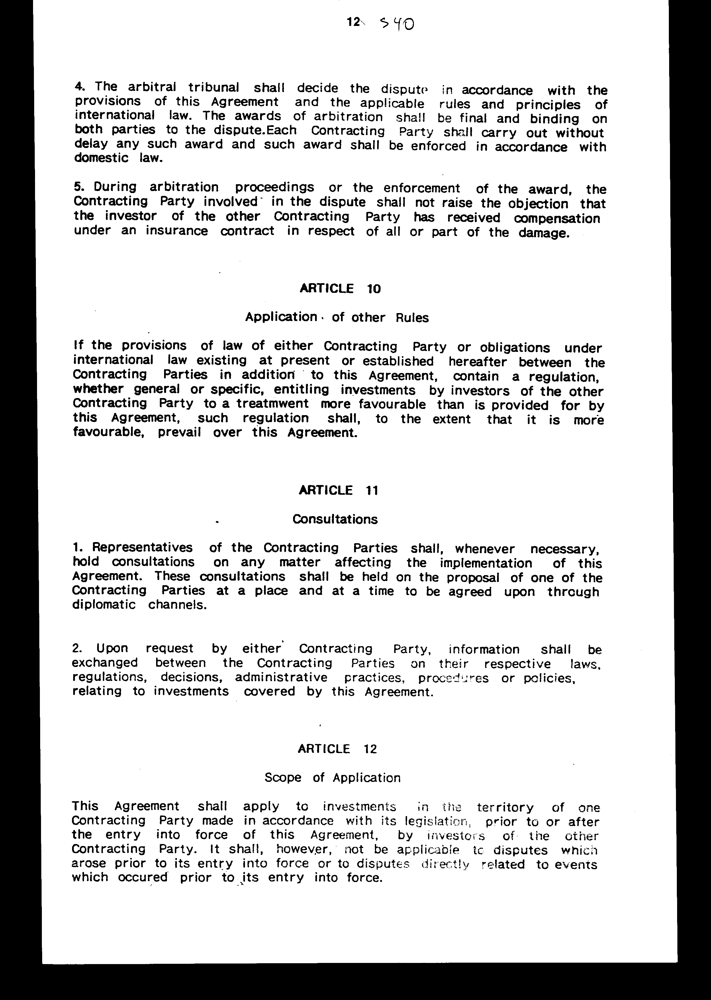 12 S40
4. The arbitral tribunal shall decide the dispute in accordance with the
provisions of this Agreement and the applicable rules and principles of
international law. The awards of arbitration shall be final and binding on
both parties to the dispute.Each Contracting Party shall carry out without
delay any such award and such award shall be enforced in accordance with
domestic law.
5. During arbitration proceedings or the enforcement of the award, the
Contracting Party involved in the dispute shall not raise the objection that
the investor of the other Contracting Party has received compensation
under an insurance contract in respect of all or part of the damage.
ARTICLE 10
Application of other Rules
If the provisions of law of either Contracting Party or obligations under
international law existing at present or established hereafter between the
Contracting Parties in addition to this Agreement, contain a regulation,
whether general or specific, entitling investments by investors of the other
Contracting Party to a treatmwent more favourable than is provided for by
this Agreement, such regulation shall, to the extent that it is more
favourable, prevail over this Agreement.
ARTICLE 11
Consultations
1. Representatives of the Contracting Parties shall, whenever necessary,
hold consultations on any matter affecting the implementation of this
Agreement. These consultations shall be held on the proposal of one of the
Contracting Parties at a place and at a time to be agreed upon through
diplomatic channels.
2. Upon request by either Contracting Party, information shall be
exchanged between the Contracting Parties on their respective laws,
regulations, decisions, administrative practices, procedures or policies,
relating to investments covered by this Agreement.
ARTICLE 12
Scope of Application
This Agreement shall apply to investments in the territory of one
Contracting Party made in accordance with its legislation, prior to or after
the entry into force of this Agreement, by investors of the other
Contracting Party. It shall, however, not be applicable to disputes which
arose prior to its entry into force or to disputes directly related to events
which occured prior to its entry into force.